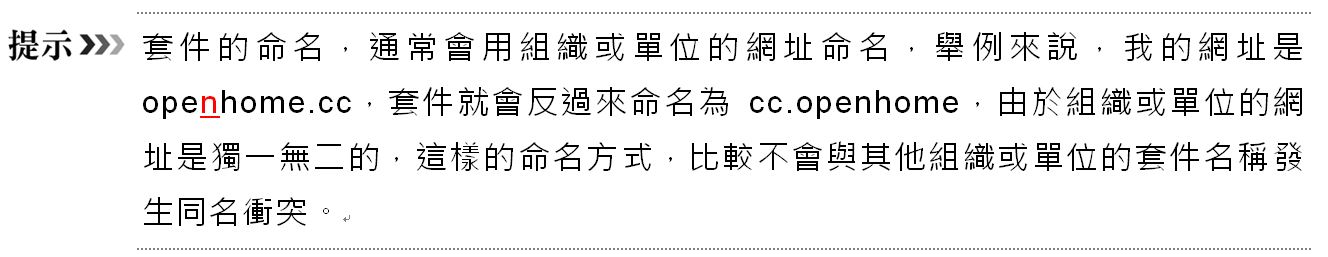 提示 套件的命名，通常會用組織或單位的網址命名，舉例來說，我的網址是
openhome.cc，套件就會反過來命名為 cc.openhome，由於組織或單位的網
址是獨一無二的，這樣的命名方式，比較不會與其他組織或單位的套件名稱發
生同名衝突。